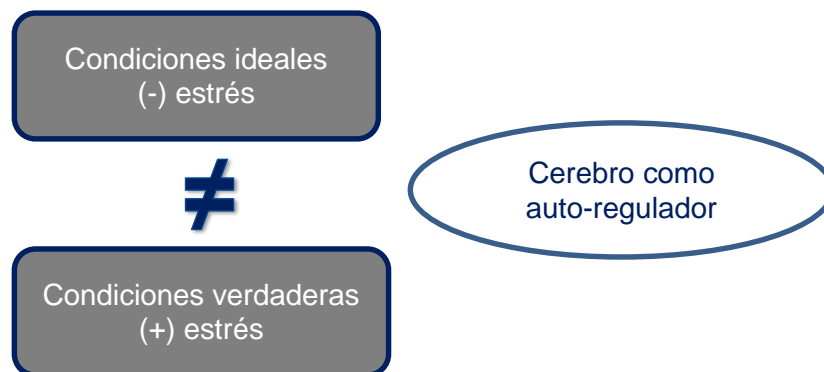 Condiciones ideales
(-) estrés
≠
Condiciones verdaderas
(+) estrés
Cerebro como
auto-regulador